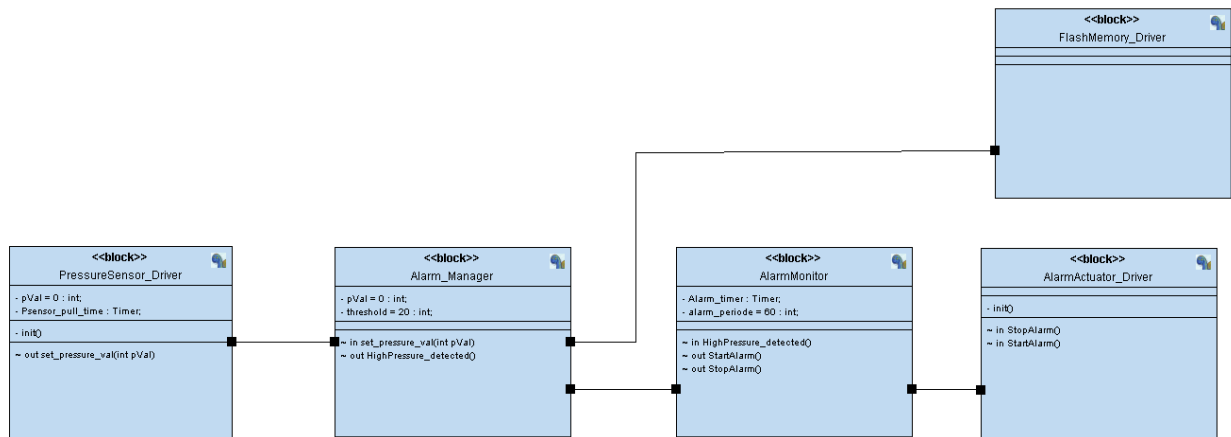 <<block>>
FlashMemory_Driver
<<block>>
PressureSensor_Driver
- pVal = 0 : int;
- Psensor_pull_time : Timer;
- init()
~ out set_pressure_val(int pVal)
<<block>>
Alarm_Manager
- pVal = 0 : int;
- threshold = 20 : int;
~ in set_pressure_val(int pVal)
~ out HighPressure_detected()
<<block>>
AlarmMonitor
- Alarm_timer : Timer;
- alarm_periode = 60 : int;
~ in HighPressure_detected()
~ out StartAlarm()
~ out StopAlarm()
<<block>>
AlarmActuator_Driver
- init()
~ in StopAlarm()
~ in StartAlarm()